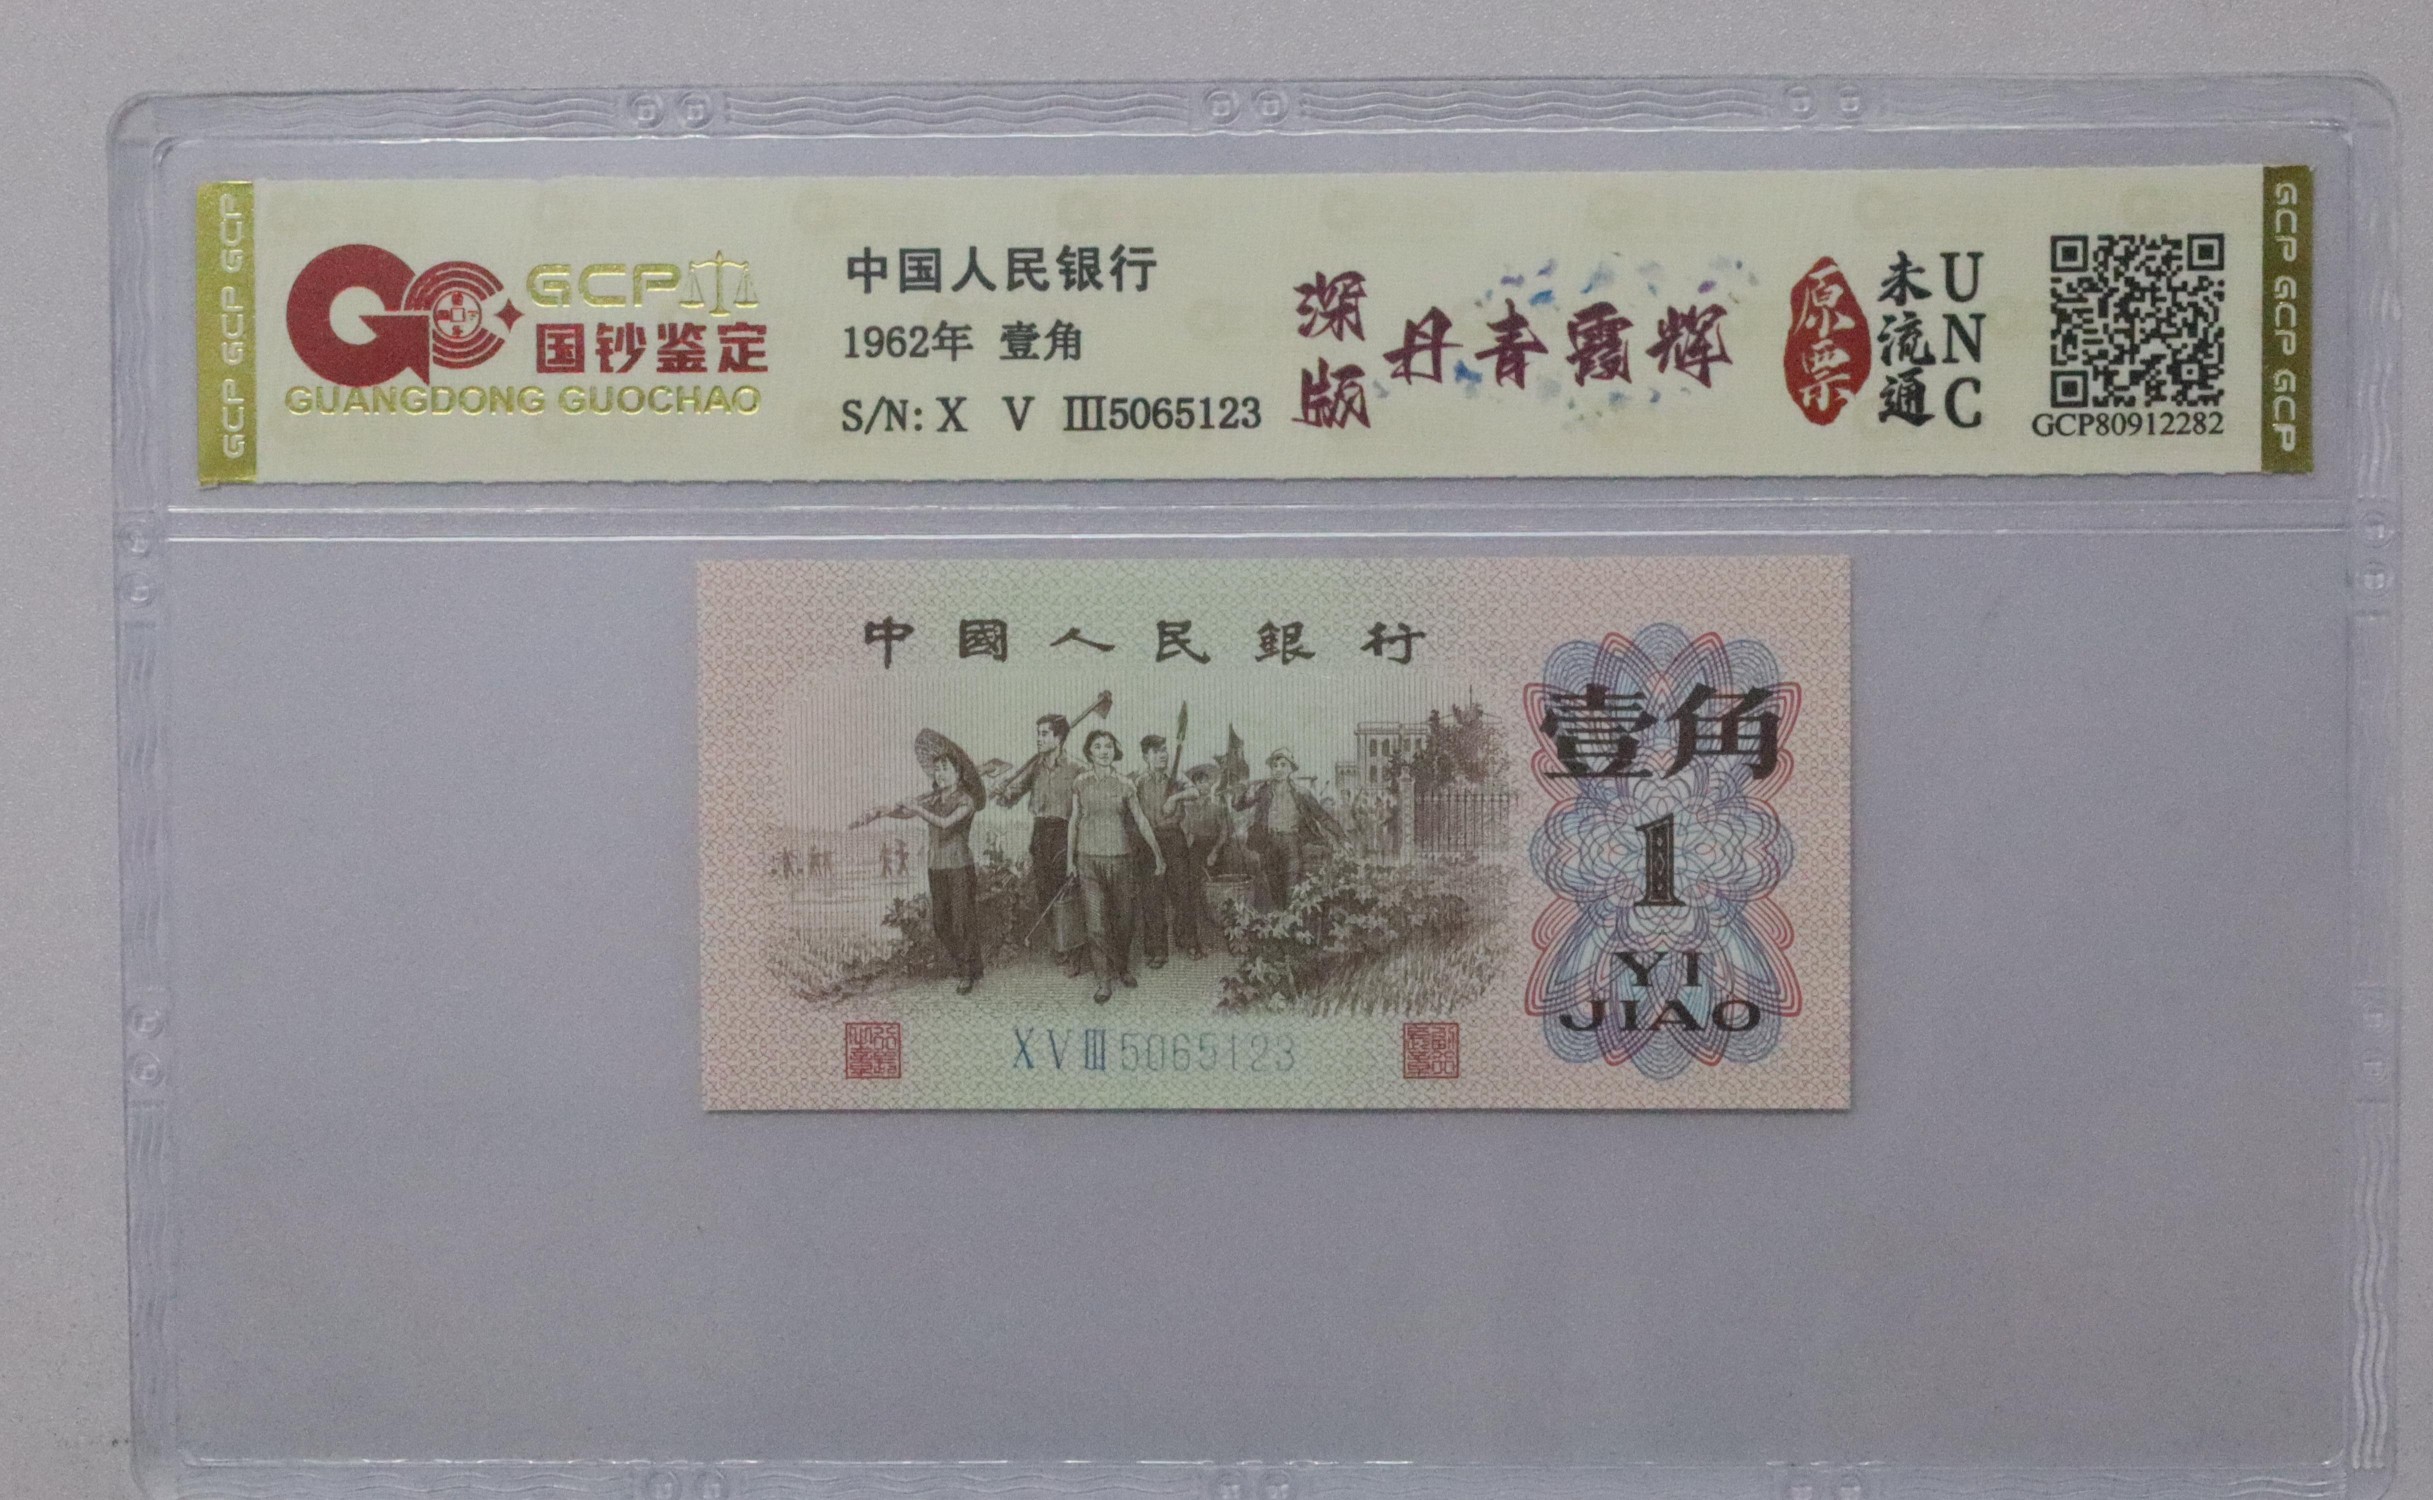 GCP GCP GCP
GCP
国钞鉴定
GUANGDONG GUOCHAO
中国人民银行
1962年 壹角
S/N: X V Ⅲ5065123
深版
丹青霞辉
原票
未流通
UNC
GCP80912282
GCP GCP GCP
中國人民銀行
壹角
1
YI
JIAO
X V Ⅲ 5065123